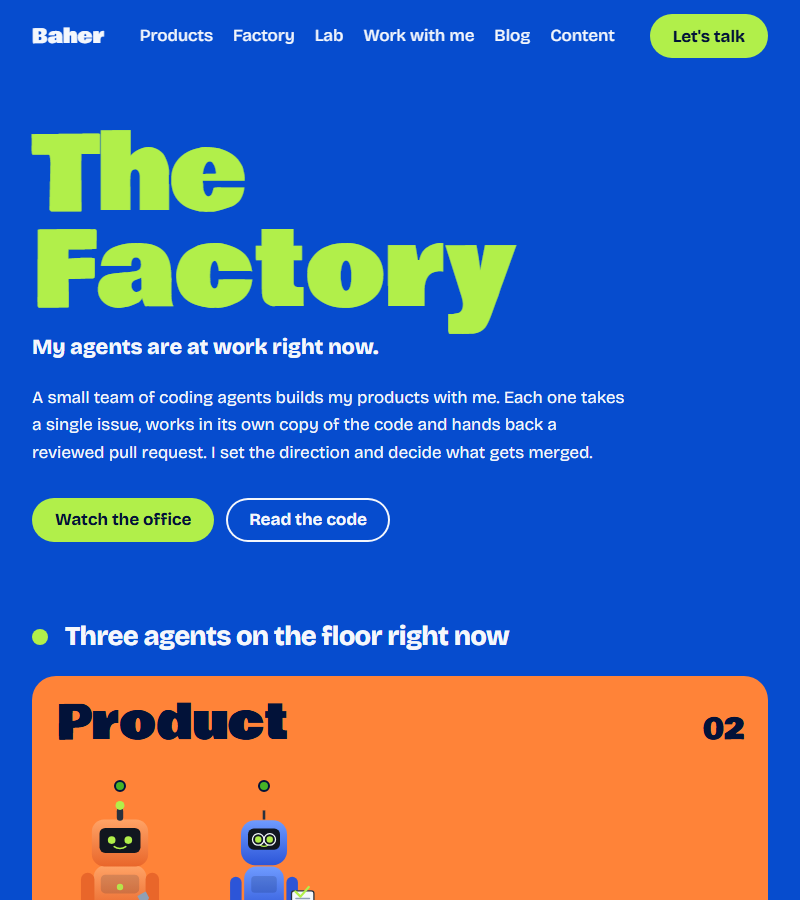 Baher
Products Factory Lab Work with me Blog Content
Let's talk
The
Factory
My agents are at work right now.
A small team of coding agents builds my products with me. Each one takes
a single issue, works in its own copy of the code and hands back a
reviewed pull request. I set the direction and decide what gets merged.
Watch the office
Read the code
Three agents on the floor right now
Product
02